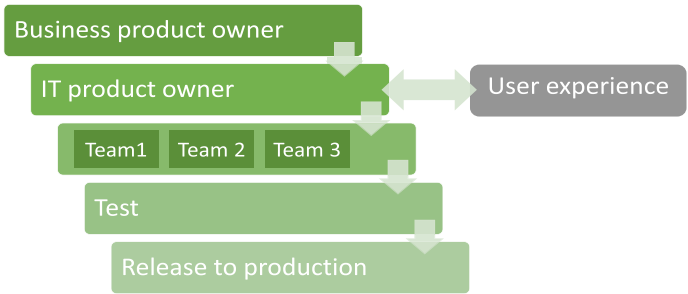 Business product owner
IT product owner
User experience
Team1
Team 2
Team 3
Test
Release to production